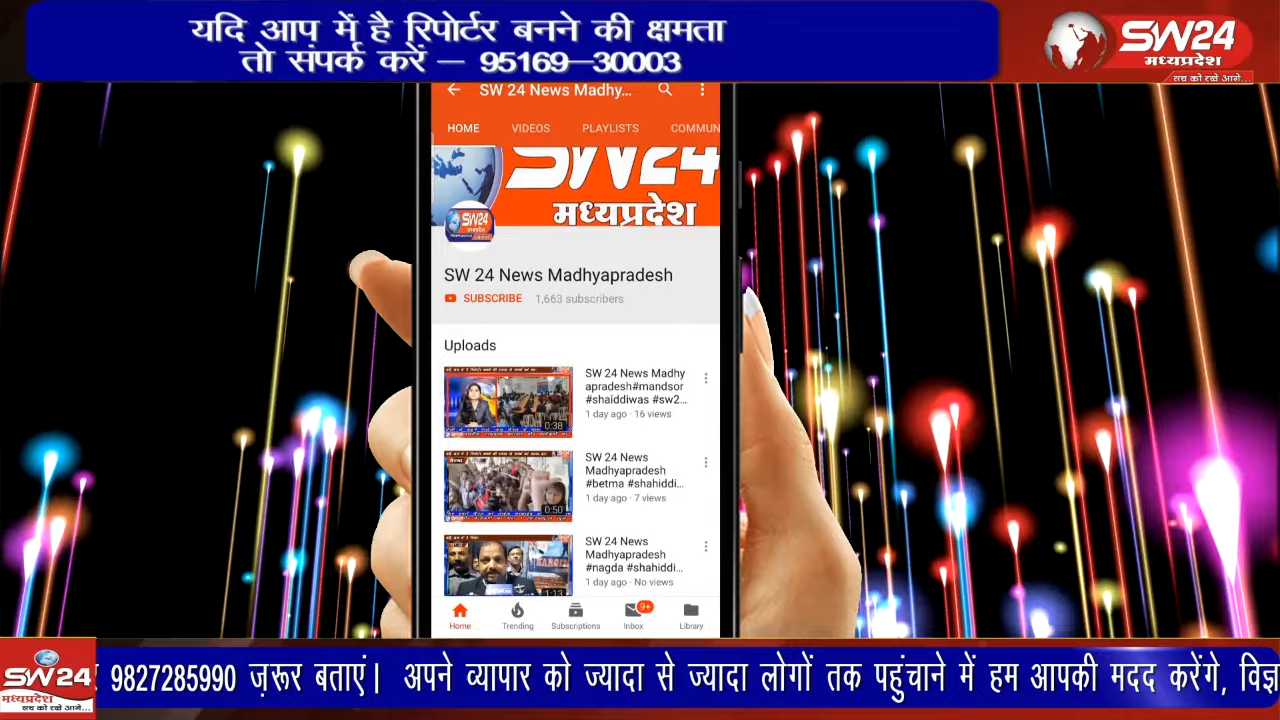 यदि आप में है रिपोर्टर बनने की क्षमता
तो संपर्क करें – 95169–30003
SW24
मध्यप्रदेश
सच को रखे आगे...
SW 24 News Madhy...
HOME VIDEOS PLAYLISTS COMMUN
SW24
मध्यप्रदेश
SW24
SW 24 News Madhyapradesh
SUBSCRIBE 1,663 subscribers
Uploads
SW 24 News Madhy
apradesh#mandsor
#shaiddiwas #sw2...
1 day ago · 16 views
0:38
SW 24 News
Madhyapradesh
#betma #shahiddi...
1 day ago · 7 views
0:50
SW 24 News
Madhyapradesh
#nagda #shahiddi...
1 day ago · No views
1:13
9+
Home Trending Subscriptions Inbox Library
SW24
मध्यप्रदेश
सच को रखे आगे...
9827285990 ज़रूर बताएं। अपने व्यापार को ज्यादा से ज्यादा लोगों तक पहुंचाने में हम आपकी मदद करेंगे, विज्ञ